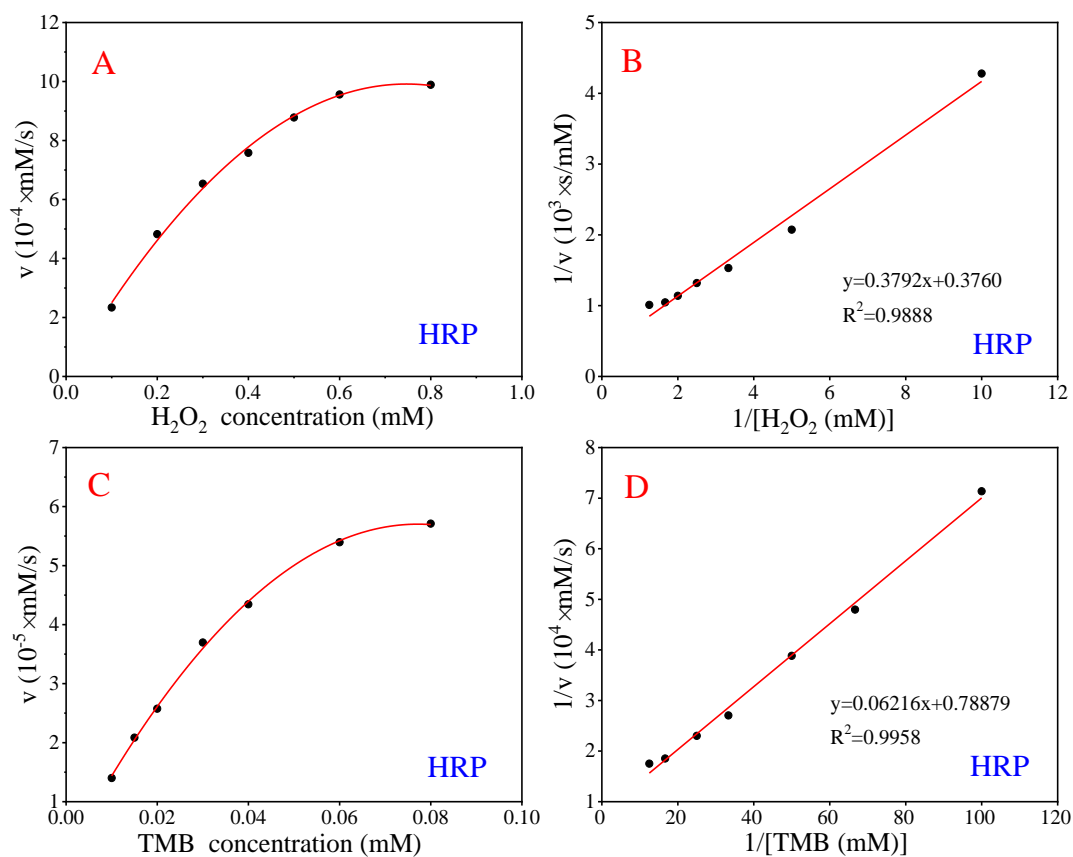 A
v (10⁻⁴ ×mM/s)
12
10
8
6
4
2
0
HRP
0.0 0.2 0.4 0.6 0.8 1.0
H₂O₂ concentration (mM)
B
1/v (10³ ×s/mM)
5
4
3
2
1
0
y=0.3792x+0.3760
R²=0.9888
HRP
0 2 4 6 8 10 12
1/[H₂O₂ (mM)]
C
v (10⁻⁵ ×mM/s)
7
6
5
4
3
2
1
HRP
0.00 0.02 0.04 0.06 0.08 0.10
TMB concentration (mM)
D
1/v (10⁴ ×mM/s)
8
7
6
5
4
3
2
1
y=0.06216x+0.78879
R²=0.9958
HRP
0 20 40 60 80 100 120
1/[TMB (mM)]